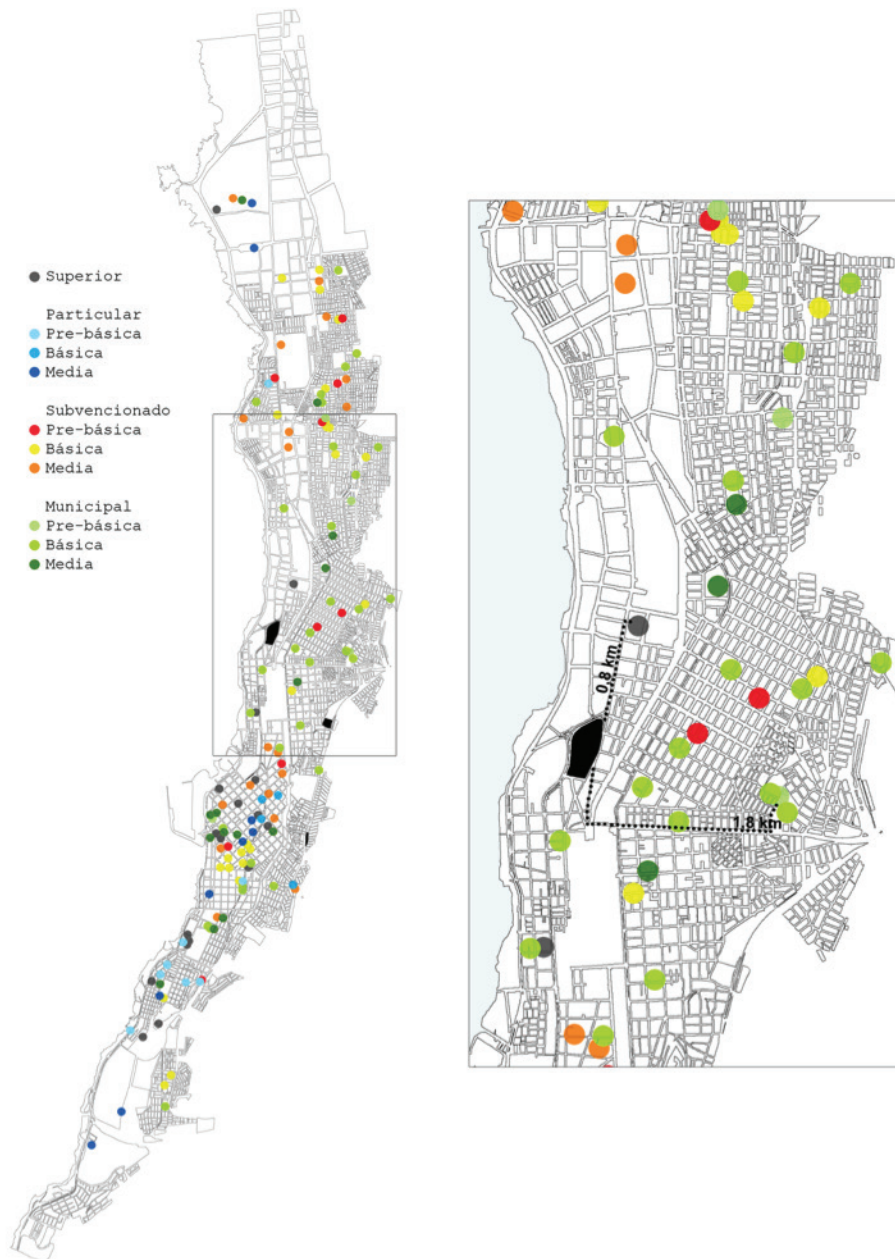 Superior
Particular
Pre-básica
Básica
Media
Subvencionado
Pre-básica
Básica
Media
Municipal
Pre-básica
Básica
Media
0,8 km
1,8 km